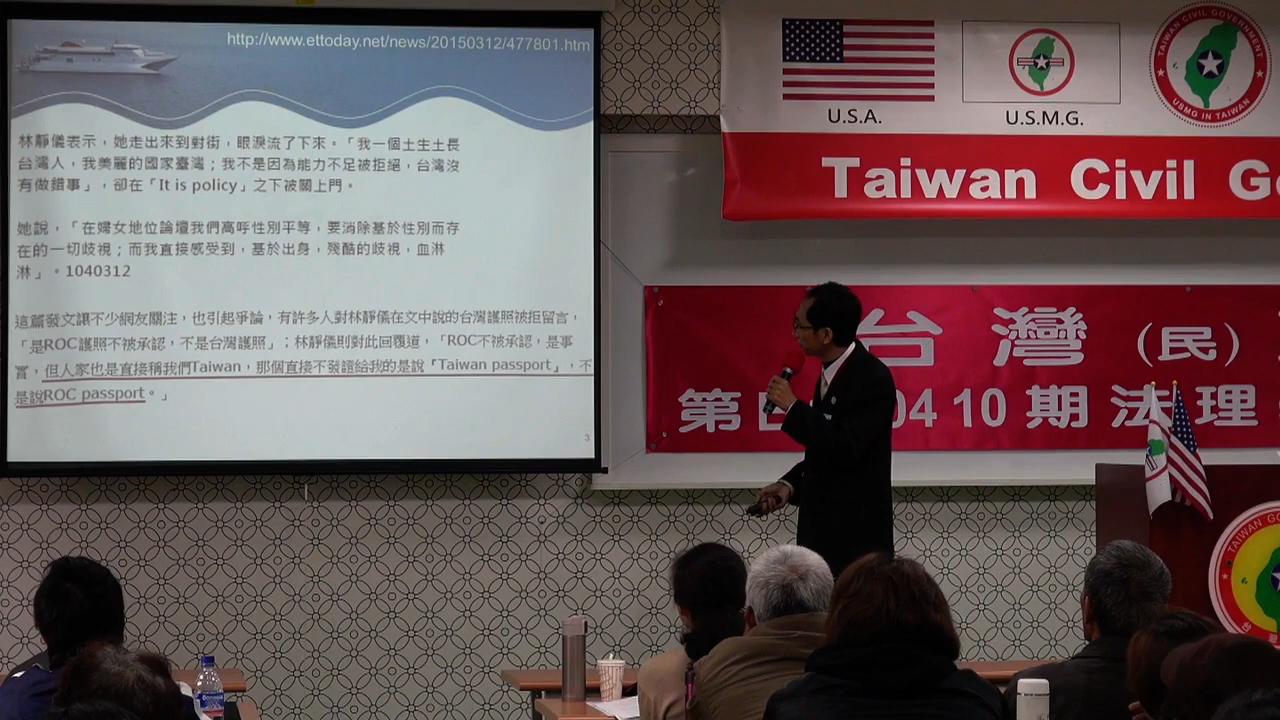 http://www.ettoday.net/news/20150312/477801.htm
林靜儀表示，她走出來到對街，眼淚流了下來。「我一個土生土長
台灣人，我美麗的國家臺灣；我不是因為能力不足被拒絕，台灣沒
有做錯事」，卻在「It is policy」之下被關上門。
她說，「在婦女地位論壇我們高呼性別平等，要消除基於性別而存
在的一切歧視；而我直接感受到，基於出身，殘酷的歧視，血淋
淋」。1040312
這篇發文讓不少網友關注，也引起爭論，有許多人對林靜儀在文中說的台灣護照被拒留言，
「是ROC護照不被承認，不是台灣護照」；林靜儀則對此回覆道，「ROC不被承認，是事
實，但人家也是直接稱我們Taiwan，那個直接不發證給我的是說「Taiwan passport」，不
是說ROC passport。」
3
U.S.A.
U.S.M.G.
TAIWAN CIVIL GOVERNMENT
USMG IN TAIWAN
Taiwan Civil G
台灣(民)
第 04 10 期法理
TAIWAN